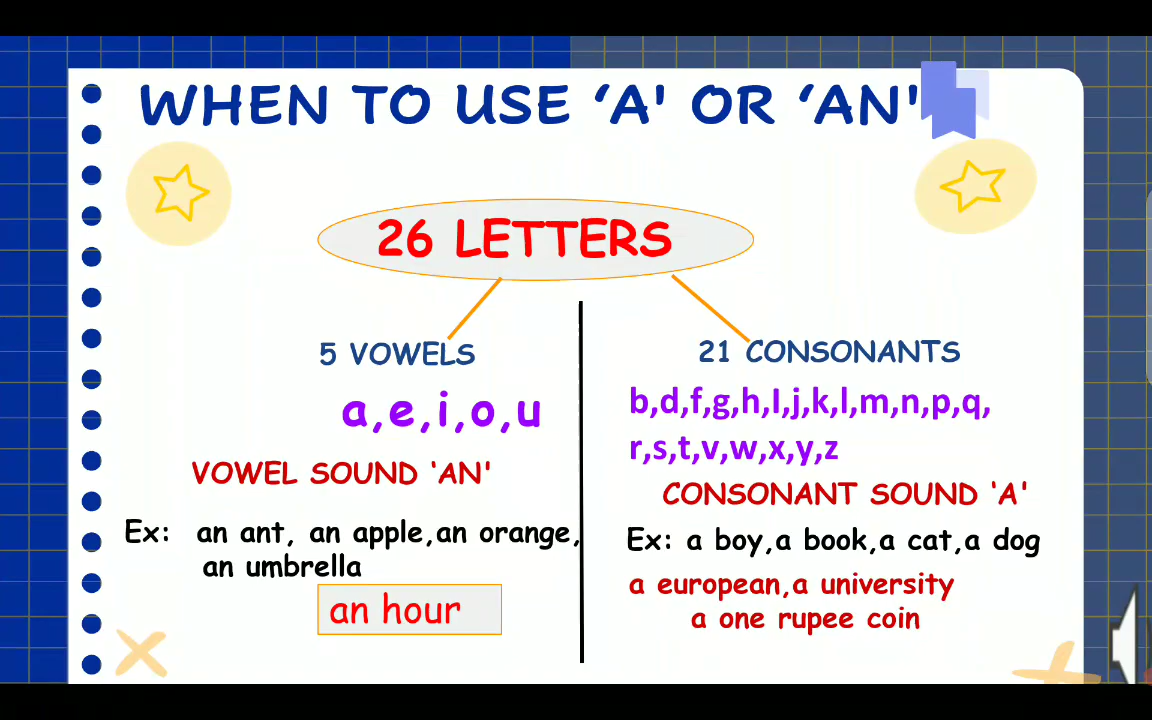 WHEN TO USE ‘A' OR ‘AN'
26 LETTERS
5 VOWELS
a,e,i,o,u
VOWEL SOUND ‘AN'
Ex: an ant, an apple,an orange,
an umbrella
an hour
21 CONSONANTS
b,d,f,g,h,I,j,k,l,m,n,p,q,
r,s,t,v,w,x,y,z
CONSONANT SOUND ‘A'
Ex: a boy,a book,a cat,a dog
a european,a university
a one rupee coin